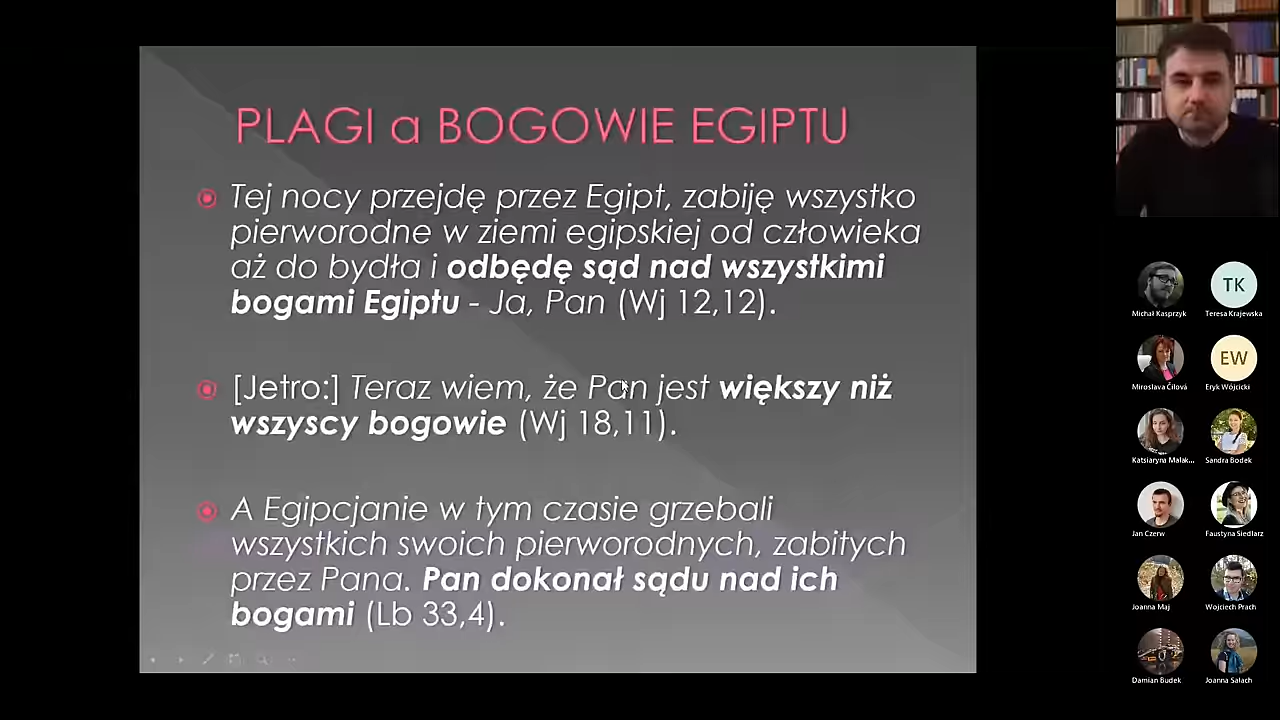 PLAGI a BOGOWIE EGIPTU
Tej nocy przejdę przez Egipt, zabiję wszystko
pierworodne w ziemi egipskiej od człowieka
aż do bydła i odbędę sąd nad wszystkimi
bogami Egiptu - Ja, Pan (Wj 12,12).
[Jetro:] Teraz wiem, że Pan jest większy niż
wszyscy bogowie (Wj 18,11).
A Egipcjanie w tym czasie grzebali
wszystkich swoich pierworodnych, zabitych
przez Pana. Pan dokonał sądu nad ich
bogami (Lb 33,4).
TK
Michał Kasprzyk
Teresa Krajewska
EW
Miroslava Čilová
Eryk Wójcicki
Katsiaryna Malak...
Sandra Bodek
Jan Czerw
Faustyna Siedlarz
Joanna Maj
Wojciech Prach
Damian Budek
Joanna Sałach